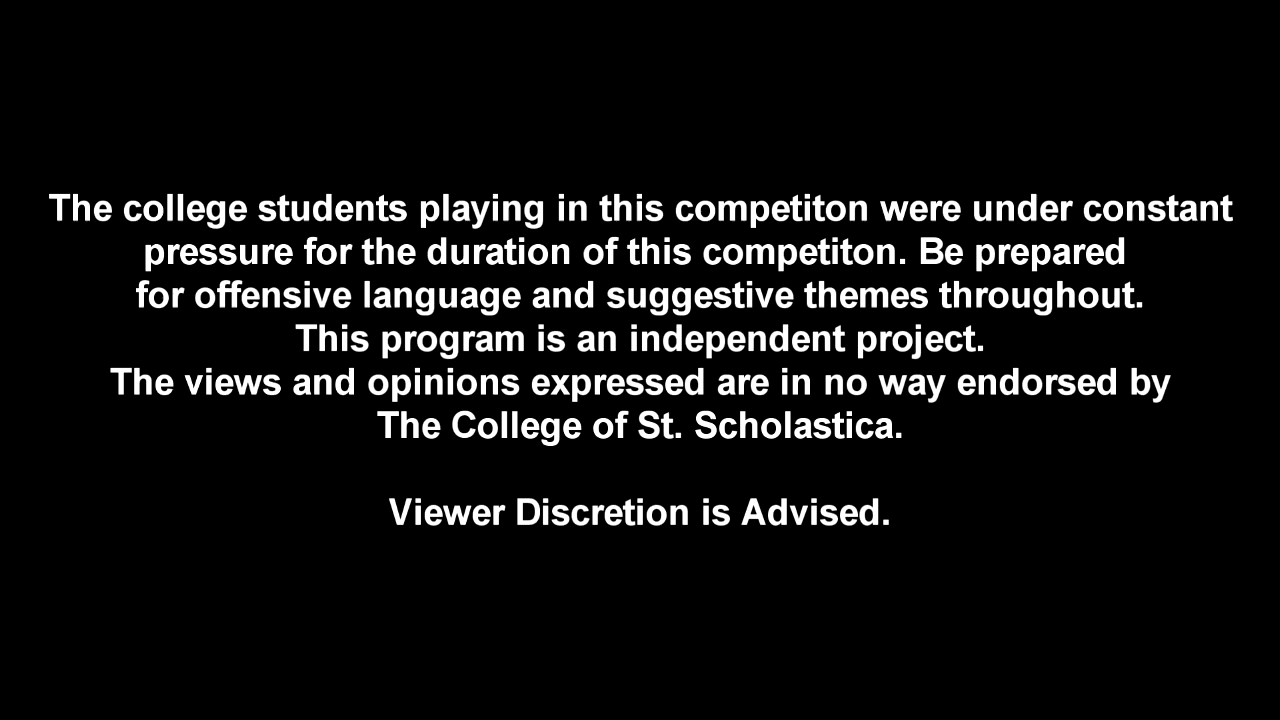 The college students playing in this competiton were under constant
pressure for the duration of this competiton. Be prepared
for offensive language and suggestive themes throughout.
This program is an independent project.
The views and opinions expressed are in no way endorsed by
The College of St. Scholastica.
Viewer Discretion is Advised.